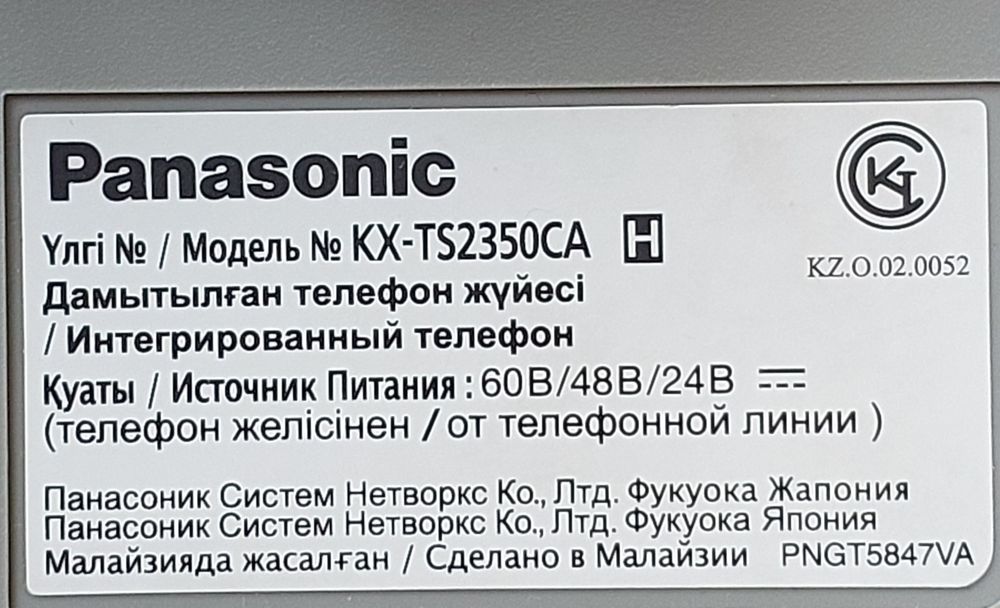 Panasonic
Үлгі № / Модель № KX-TS2350CA H
KZ.O.02.0052
Дамытылған телефон жүйесі
/ Интегрированный телефон
Қуаты / Источник Питания : 60В/48В/24В
(телефон желісінен / от телефонной линии )
Панасоник Систем Нетворкс Ко., Лтд. Фукуока Жапония
Панасоник Систем Нетворкс Ко., Лтд. Фукуока Япония
Малайзияда жасалған / Сделано в Малайзии PNGT5847VA